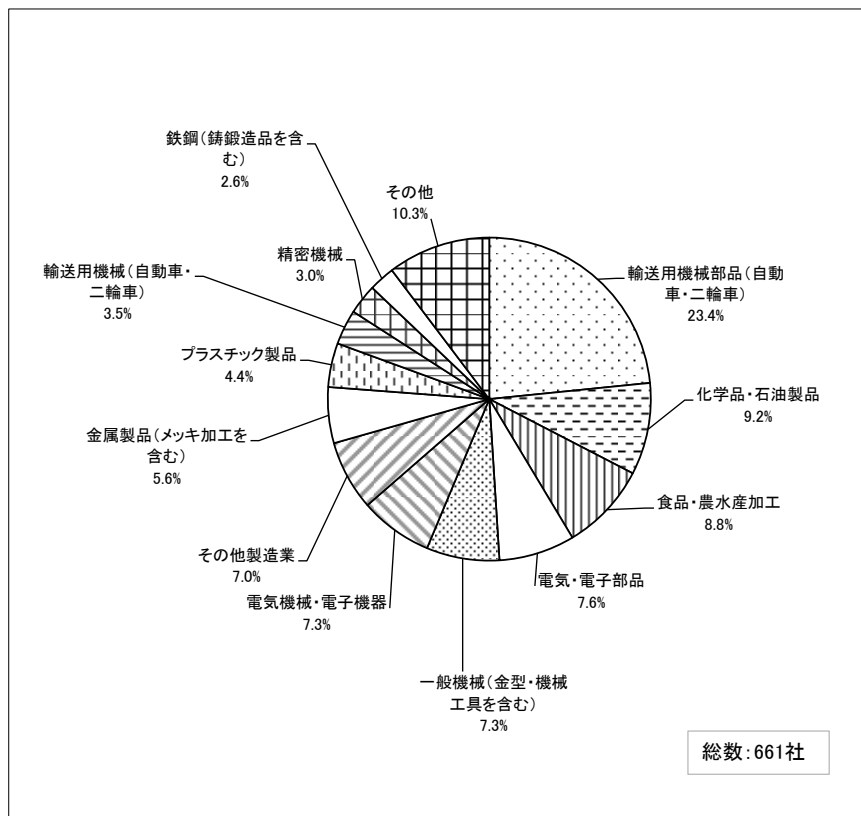 鉄鋼(鋳鍛造品を含
む)
2.6%
その他
10.3%
精密機械
3.0%
輸送用機械(自動車・
二輪車)
3.5%
輸送用機械部品(自動
車・二輪車)
23.4%
プラスチック製品
4.4%
化学品・石油製品
9.2%
金属製品(メッキ加工を
含む)
5.6%
食品・農水産加工
8.8%
その他製造業
7.0%
電気・電子部品
7.6%
電気機械・電子機器
7.3%
一般機械(金型・機械
工具を含む)
7.3%
総数:661社